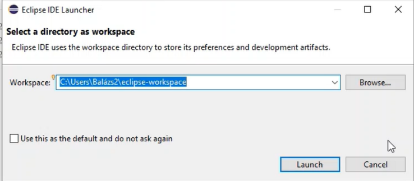 Eclipse IDE Launcher
Select a directory as workspace
Eclipse IDE uses the workspace directory to store its preferences and development artifacts.
Workspace: C:\Users\Balázs2\eclipse-workspace Browse...
Use this as the default and do not ask again
Launch Cancel